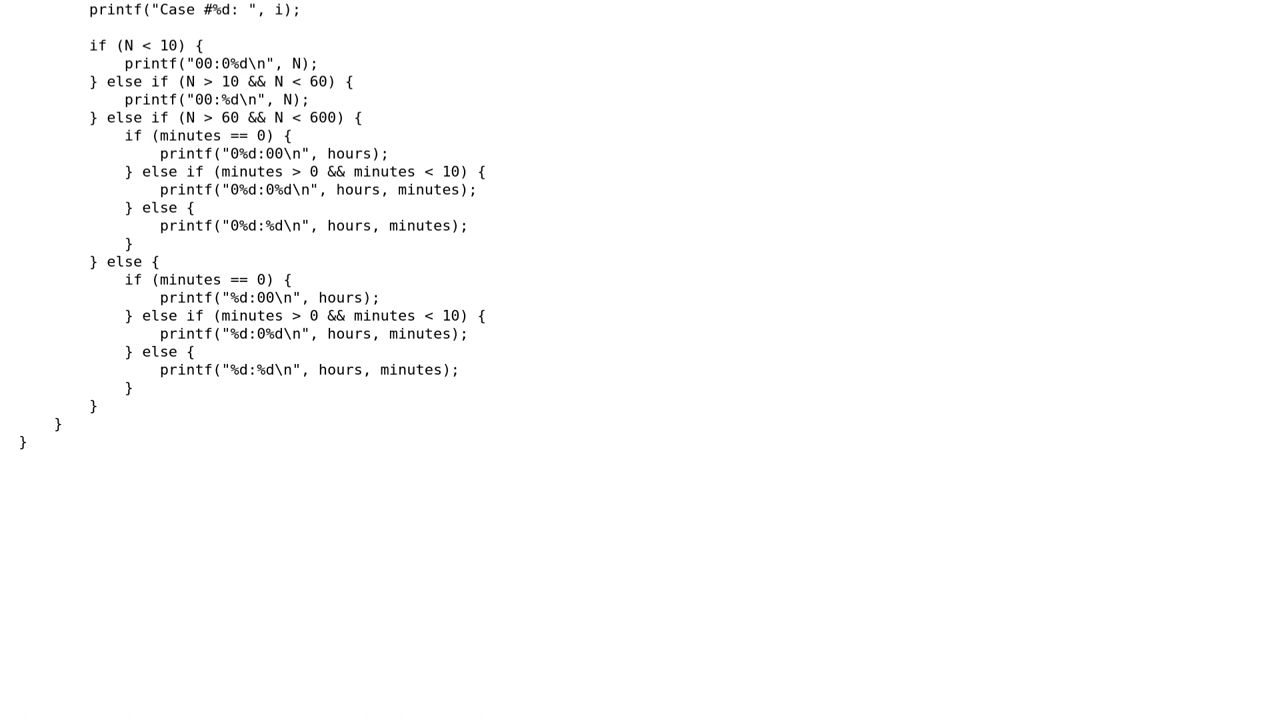 printf("Case #%d: ", i);
if (N < 10) {
printf("00:0%d\n", N);
} else if (N > 10 && N < 60) {
printf("00:%d\n", N);
} else if (N > 60 && N < 600) {
if (minutes == 0) {
printf("0%d:00\n", hours);
} else if (minutes > 0 && minutes < 10) {
printf("0%d:0%d\n", hours, minutes);
} else {
printf("0%d:%d\n", hours, minutes);
}
} else {
if (minutes == 0) {
printf("%d:00\n", hours);
} else if (minutes > 0 && minutes < 10) {
printf("%d:0%d\n", hours, minutes);
} else {
printf("%d:%d\n", hours, minutes);
}
}
}
}